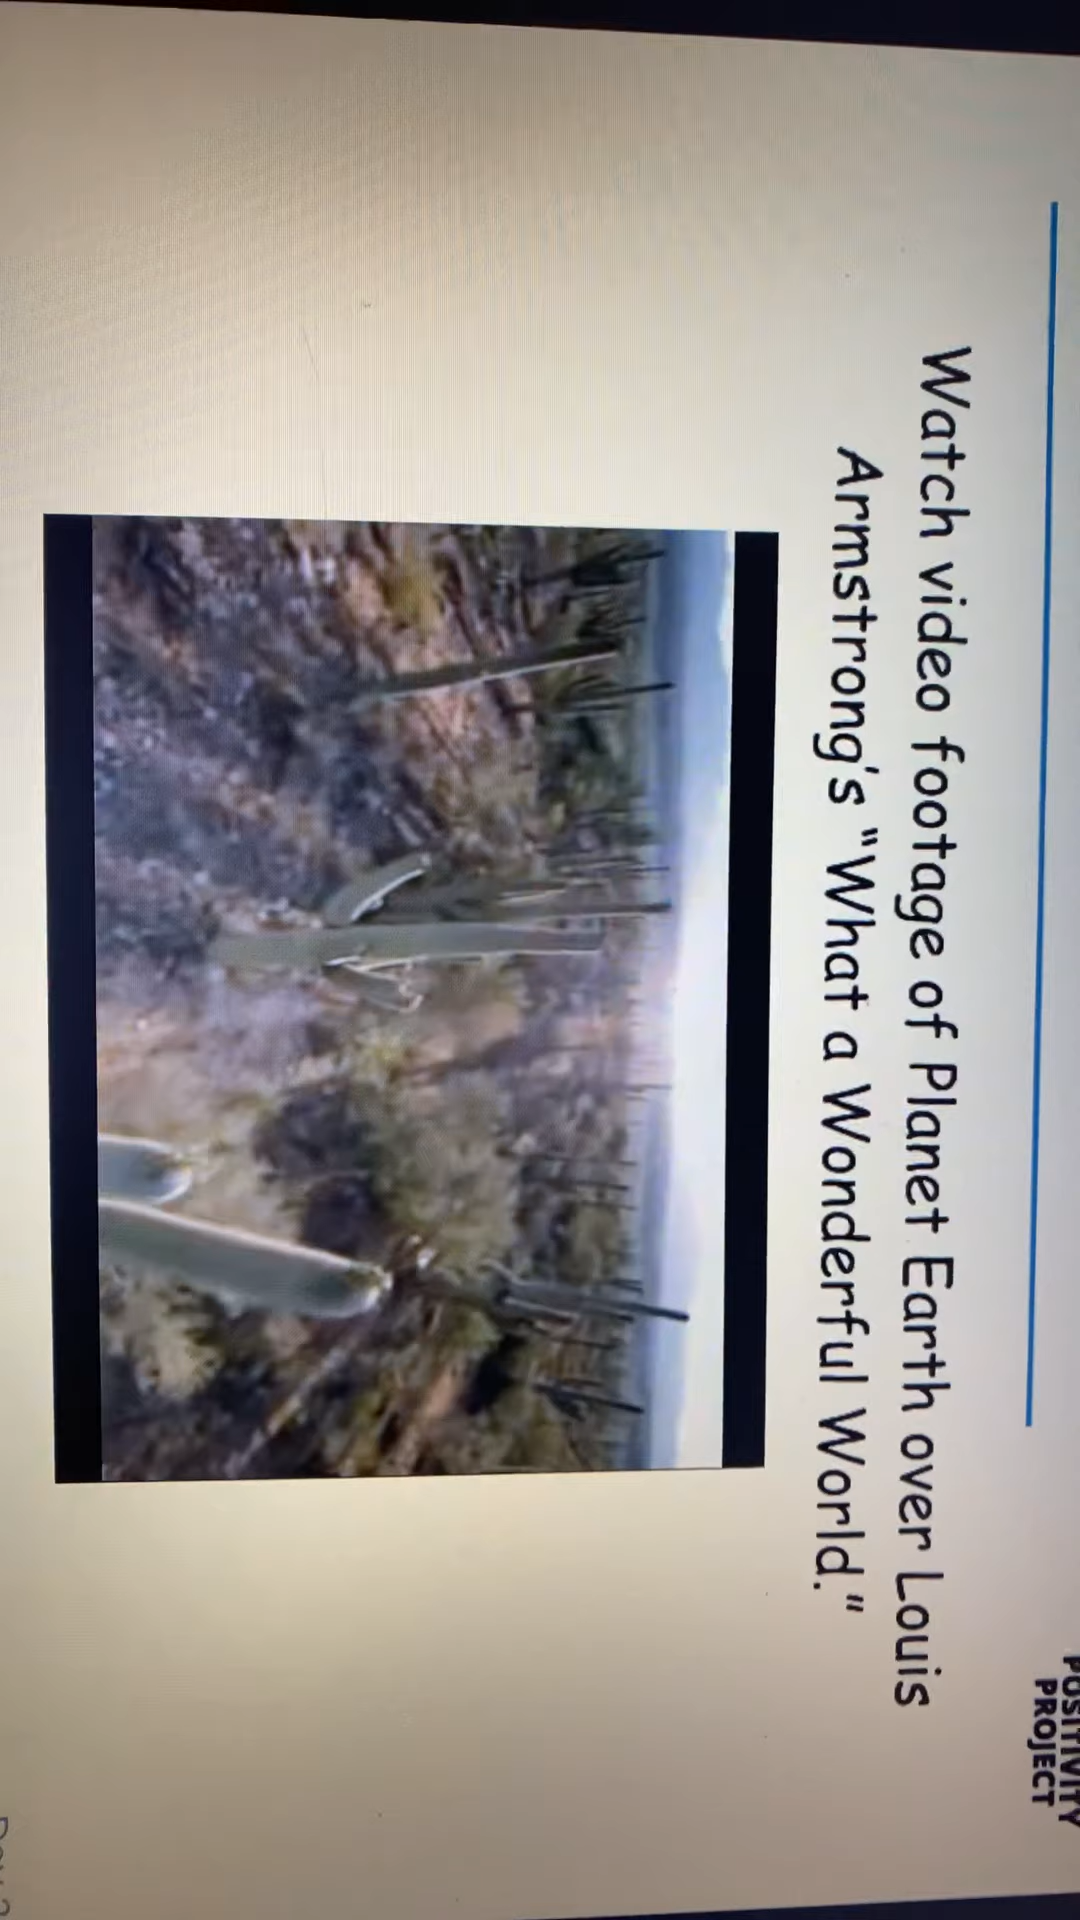 POSITIVITY
PROJECT
Watch video footage of Planet Earth over Louis
Armstrong's "What a Wonderful World."